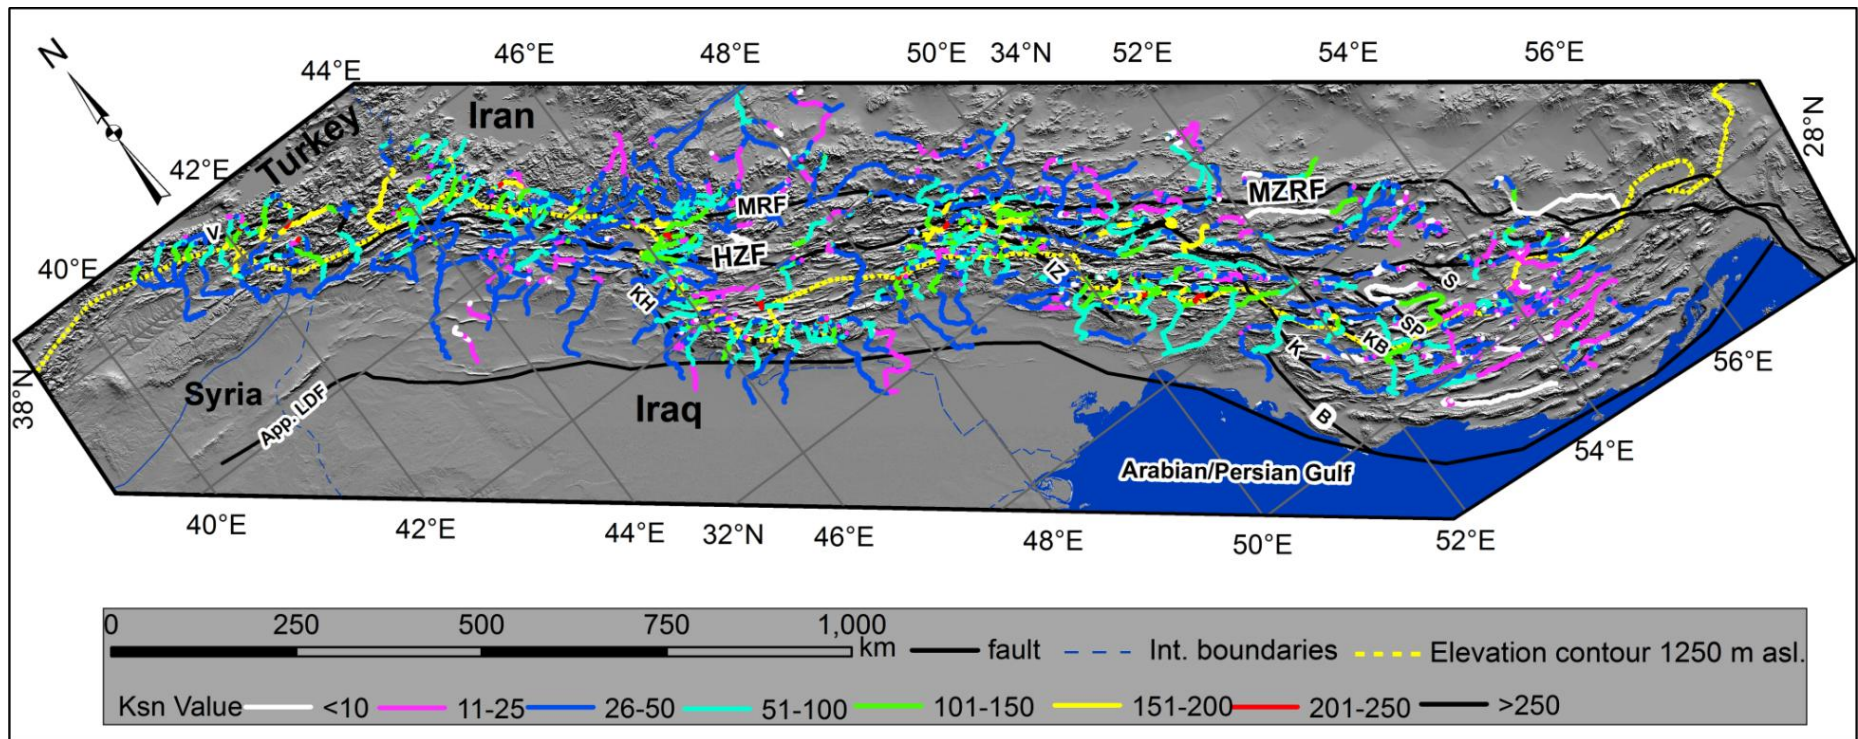 N
44°E
46°E
48°E
50°E
34°N
52°E
54°E
56°E
28°N
42°E
40°E
38°N
Turkey
Iran
V
MRF
MZRF
HZF
KH
IZ
S
SP
KB
K
B
Syria
App. LDF
Iraq
Arabian/Persian Gulf
56°E
54°E
40°E
42°E
44°E
32°N
46°E
48°E
50°E
52°E
0 250 500 750 1,000
km fault Int. boundaries Elevation contour 1250 m asl.
Ksn Value <10 11-25 26-50 51-100 101-150 151-200 201-250 >250